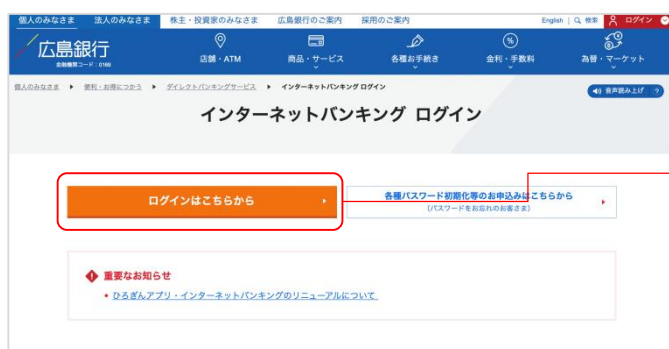 個人のみなさま 法人のみなさま 株主・投資家のみなさま 広島銀行のご案内 採用のご案内 English 検索 ログイン
広島銀行
金融機関コード：0169
店舗・ATM 商品・サービス 各種お手続き 金利・手数料 為替・マーケット
個人のみなさま 便利・お得につかう ダイレクトバンキングサービス インターネットバンキングログイン
音声読み上げ ?
インターネットバンキング ログイン
ログインはこちらから
各種パスワード初期化等のお申込みはこちらから
(パスワードをお忘れのお客さま)
重要なお知らせ
ひろぎんアプリ・インターネットバンキングのリニューアルについて